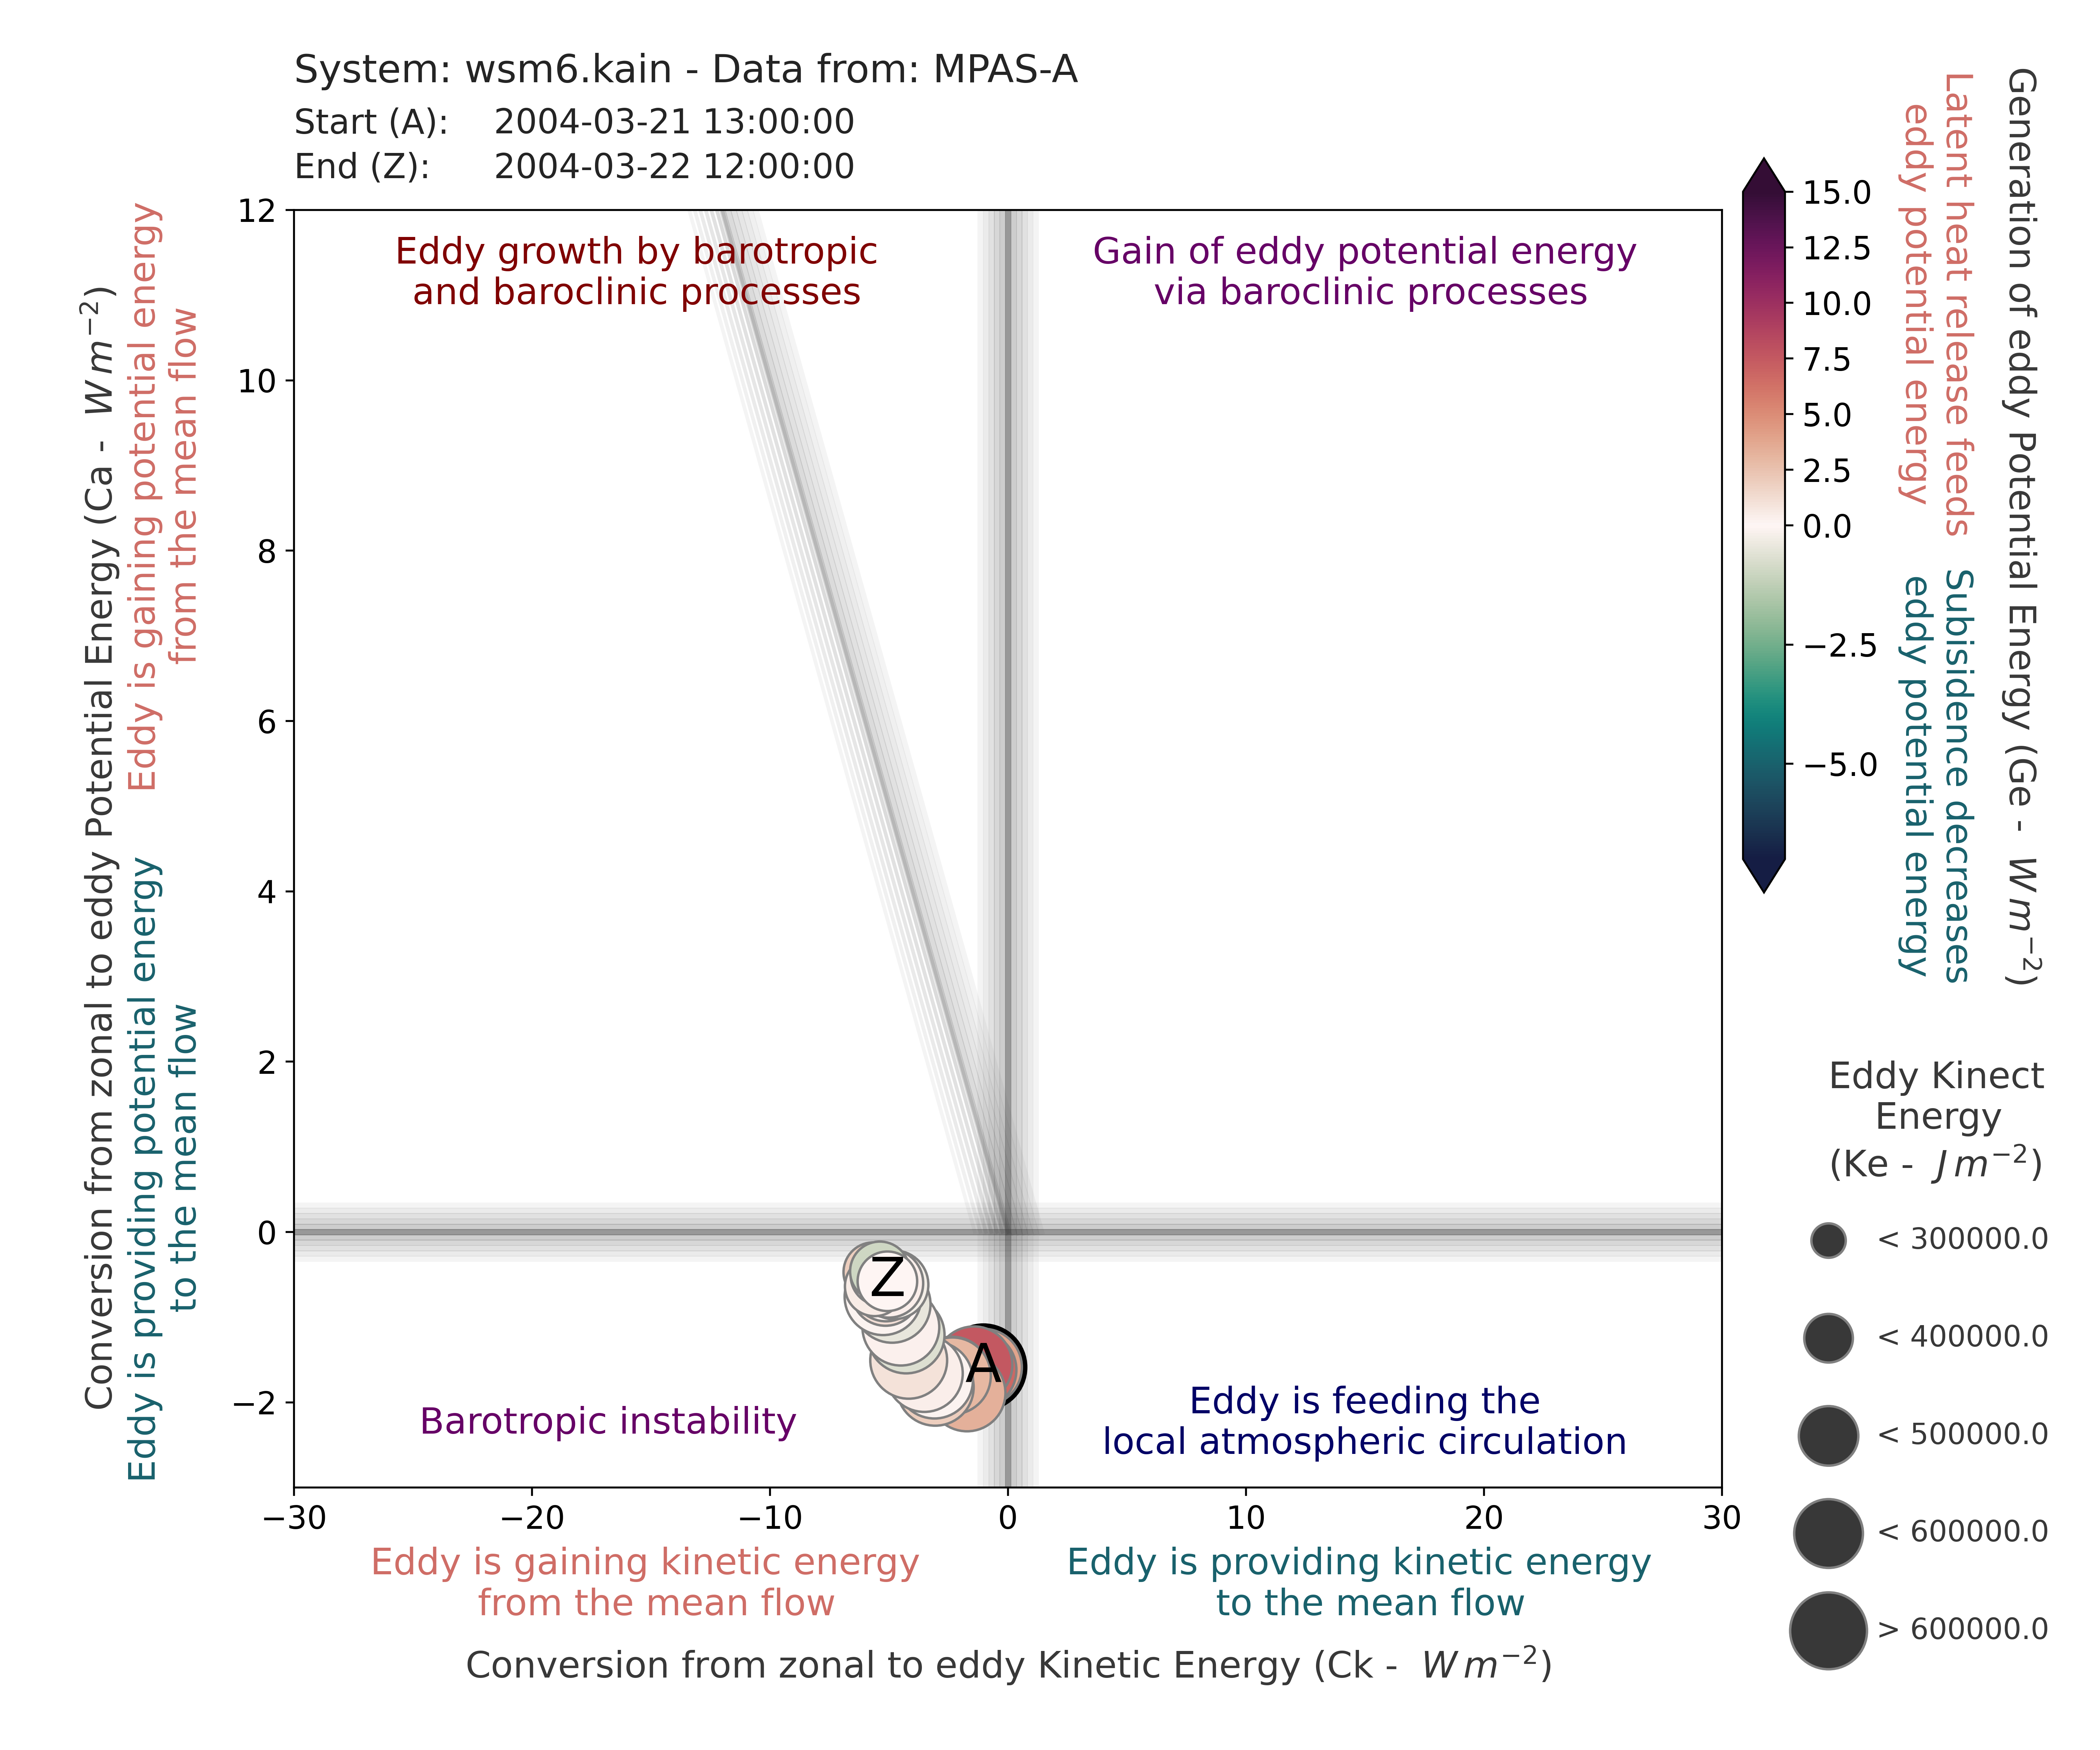 System: wsm6.kain - Data from: MPAS-A
Start (A): 2004-03-21 13:00:00
End (Z): 2004-03-22 12:00:00
Conversion from zonal to eddy Potential Energy (Ca - W m⁻²)
Eddy is gaining potential energy
from the mean flow
Eddy is providing potential energy
to the mean flow
12
10
8
6
4
2
0
−2
Eddy growth by barotropic
and baroclinic processes
Gain of eddy potential energy
via baroclinic processes
Z
A
Barotropic instability
Eddy is feeding the
local atmospheric circulation
−30
−20
−10
0
10
20
30
Eddy is gaining kinetic energy
from the mean flow
Eddy is providing kinetic energy
to the mean flow
Conversion from zonal to eddy Kinetic Energy (Ck - W m⁻²)
15.0
12.5
10.0
7.5
5.0
2.5
0.0
−2.5
−5.0
Latent heat release feeds
eddy potential energy
Subisidence decreases
eddy potential energy
Generation of eddy Potential Energy (Ge - W m⁻²)
Eddy Kinect
Energy
(Ke - J m⁻²)
< 300000.0
< 400000.0
< 500000.0
< 600000.0
> 600000.0